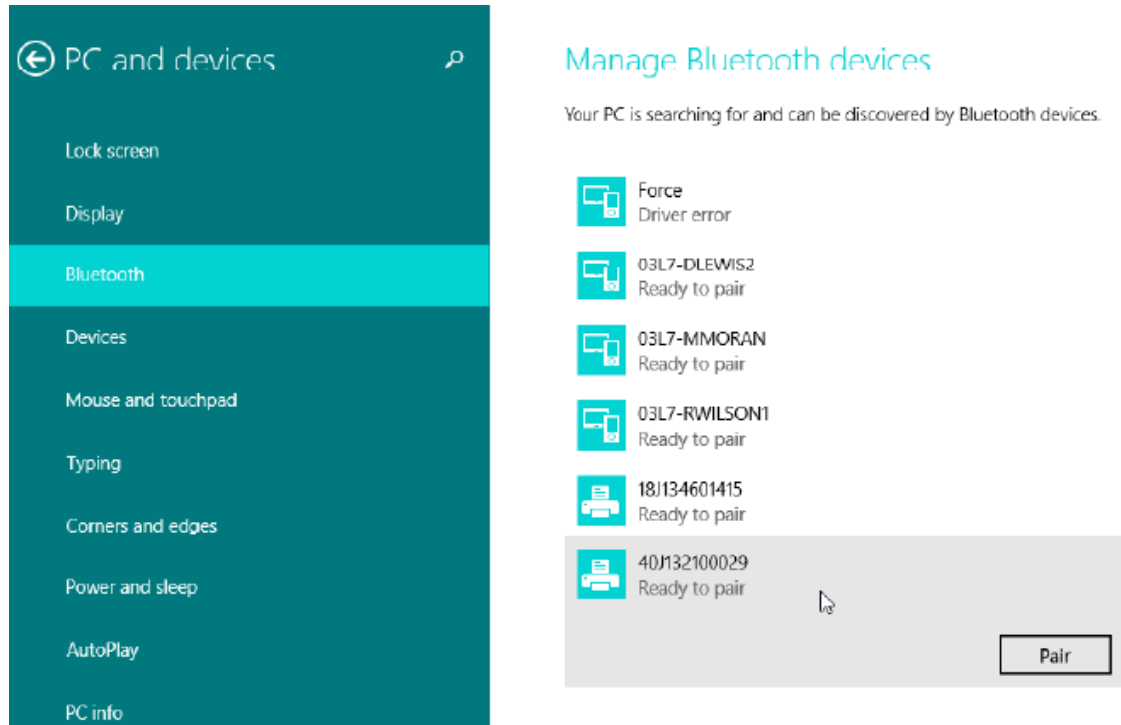 PC and devices
Lock screen
Display
Bluetooth
Devices
Mouse and touchpad
Typing
Corners and edges
Power and sleep
AutoPlay
PC info
Manage Bluetooth devices
Your PC is searching for and can be discovered by Bluetooth devices.
Force
Driver error
03L7-DLEWIS2
Ready to pair
03L7-MMORAN
Ready to pair
03L7-RWILSON1
Ready to pair
18J134601415
Ready to pair
40J132100029
Ready to pair
Pair